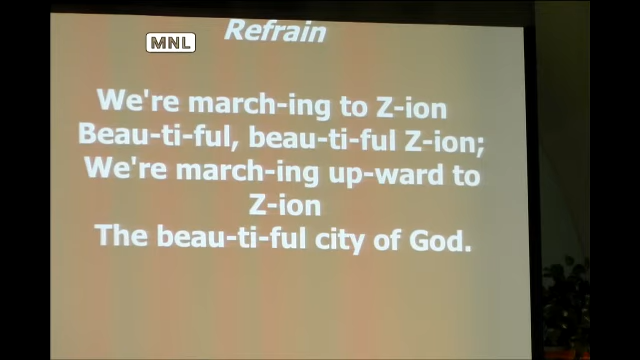 Refrain
MNL
We're march-ing to Z-ion
Beau-ti-ful, beau-ti-ful Z-ion;
We're march-ing up-ward to
Z-ion
The beau-ti-ful city of God.